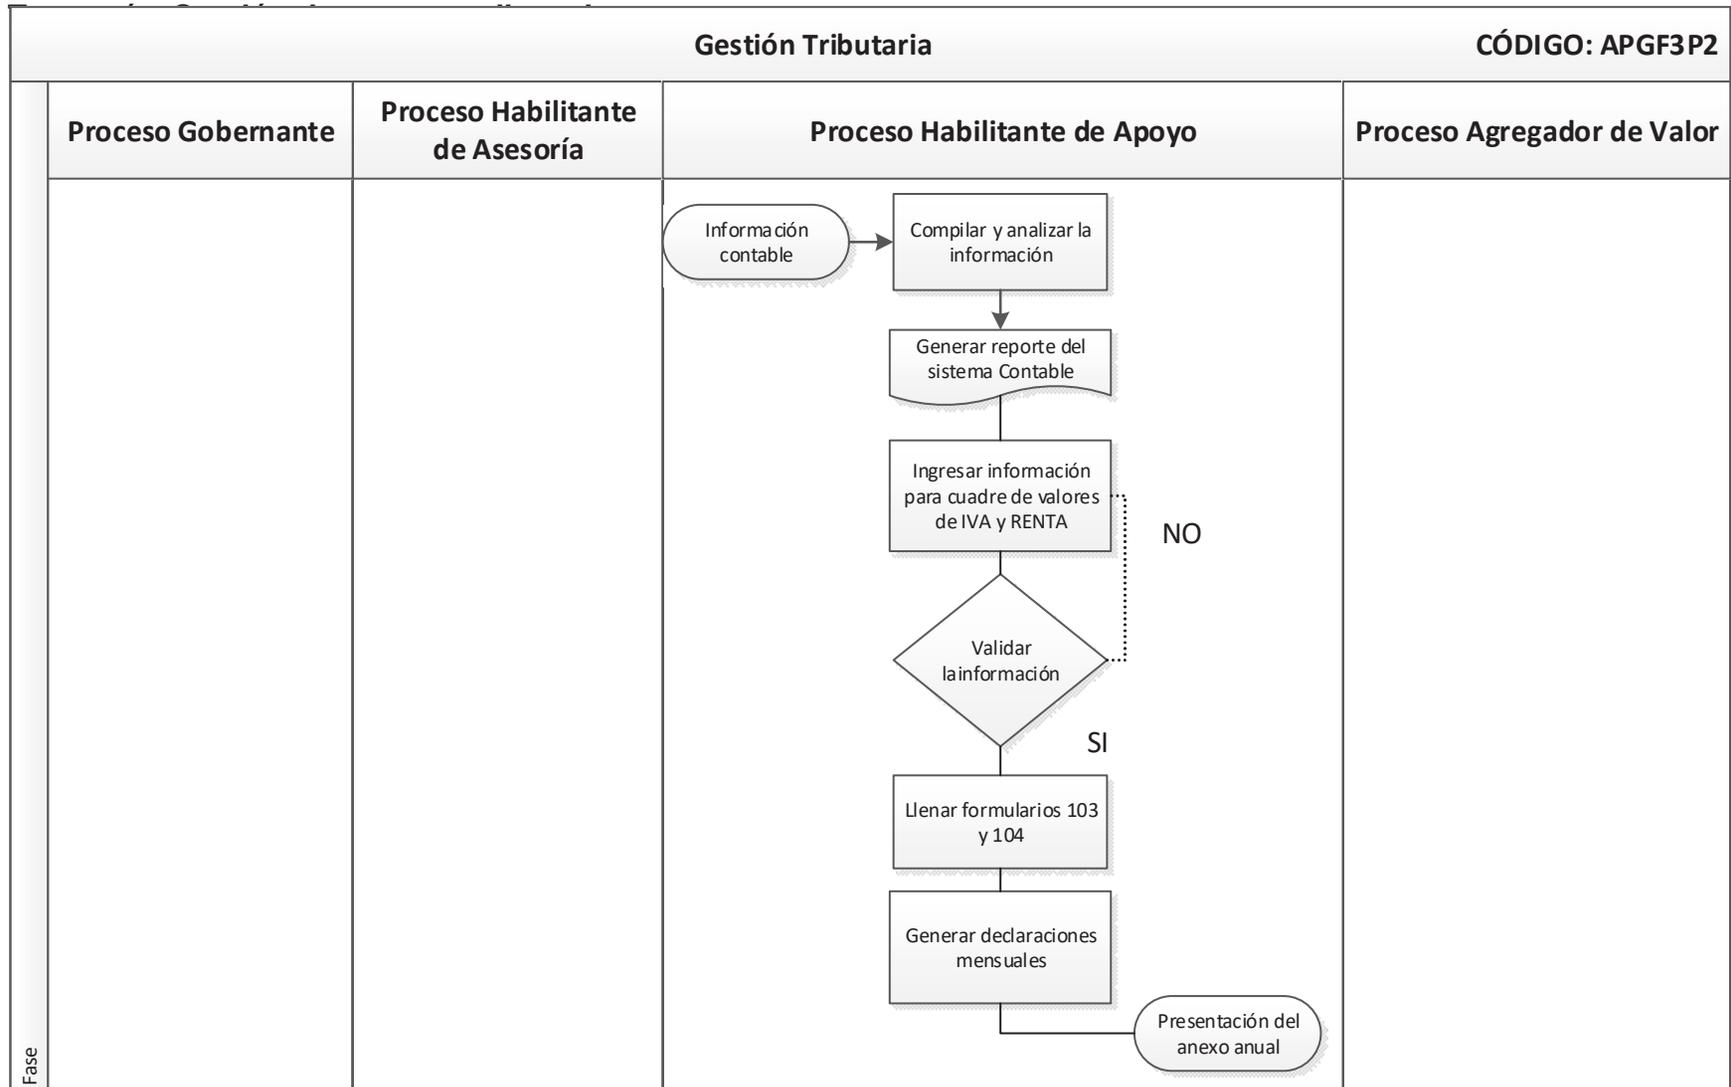 Gestión Tributaria
CÓDIGO: APGF3P2
Proceso Gobernante
Proceso Habilitante
de Asesoría
Proceso Habilitante de Apoyo
Proceso Agregador de Valor
Información
contable
Compilar y analizar la
información
Generar reporte del
sistema Contable
Ingresar información
para cuadre de valores
de IVA y RENTA
NO
Validar
lainformación
SI
Llenar formularios 103
y 104
Generar declaraciones
mensuales
Presentación del
anexo anual
Fase